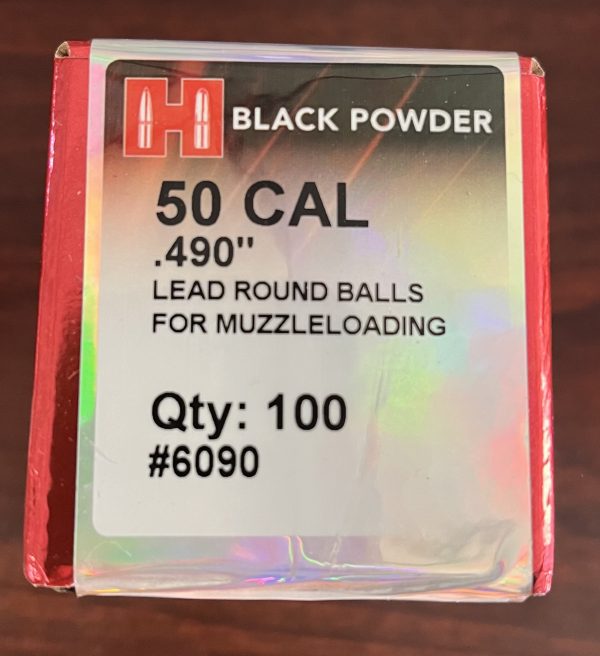 H BLACK POWDER
50 CAL
.490"
LEAD ROUND BALLS
FOR MUZZLELOADING
Qty: 100
#6090